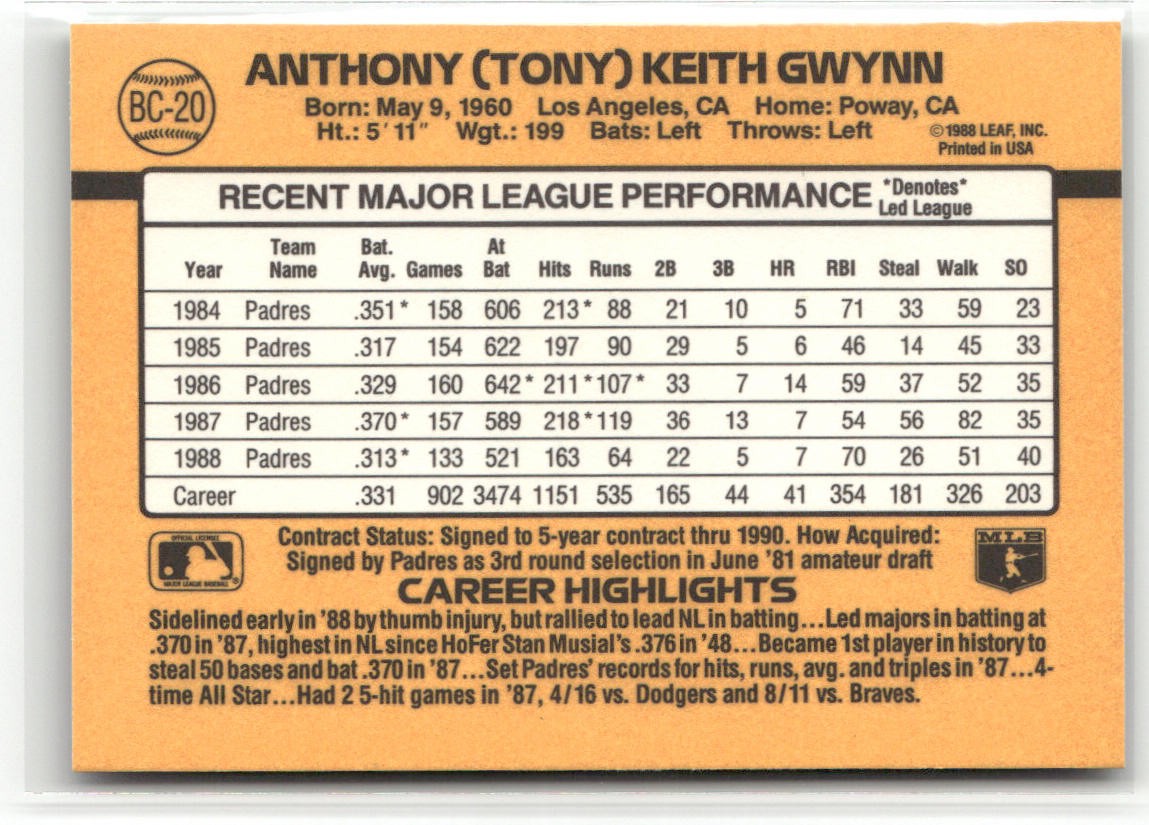 BC-20
ANTHONY (TONY) KEITH GWYNN
Born: May 9, 1960 Los Angeles, CA Home: Poway, CA
Ht.: 5' 11" Wgt.: 199 Bats: Left Throws: Left
©1988 LEAF, INC.
Printed in USA
RECENT MAJOR LEAGUE PERFORMANCE *Denotes* Led League
Year Team Name Bat. Avg. Games At Bat Hits Runs 2B 3B HR RBI Steal Walk SO
1984 Padres .351* 158 606 213* 88 21 10 5 71 33 59 23
1985 Padres .317 154 622 197 90 29 5 6 46 14 45 33
1986 Padres .329 160 642* 211* 107* 33 7 14 59 37 52 35
1987 Padres .370* 157 589 218* 119 36 13 7 54 56 82 35
1988 Padres .313* 133 521 163 64 22 5 7 70 26 51 40
Career .331 902 3474 1151 535 165 44 41 354 181 326 203
OFFICIAL LICENSEE
MAJOR LEAGUE BASEBALL
®
Contract Status: Signed to 5-year contract thru 1990. How Acquired:
Signed by Padres as 3rd round selection in June '81 amateur draft
MLB
CAREER HIGHLIGHTS
Sidelined early in '88 by thumb injury, but rallied to lead NL in batting...Led majors in batting at
.370 in '87, highest in NL since HoFer Stan Musial's .376 in '48...Became 1st player in history to
steal 50 bases and bat .370 in '87...Set Padres' records for hits, runs, avg. and triples in '87...4-
time All Star...Had 2 5-hit games in '87, 4/16 vs. Dodgers and 8/11 vs. Braves.